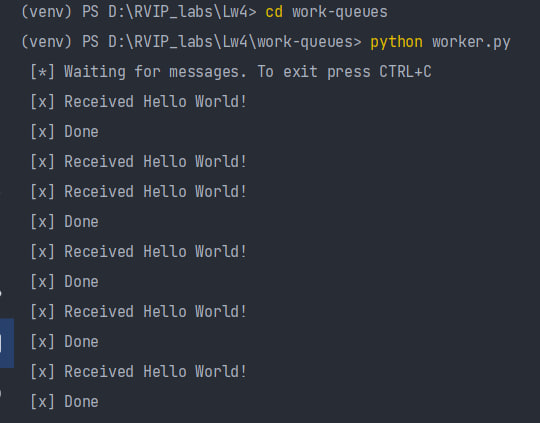 (venv) PS D:\RVIP_labs\Lw4> cd work-queues
(venv) PS D:\RVIP_labs\Lw4\work-queues> python worker.py
[*] Waiting for messages. To exit press CTRL+C
[x] Received Hello World!
[x] Done
[x] Received Hello World!
[x] Received Hello World!
[x] Done
[x] Received Hello World!
[x] Done
[x] Received Hello World!
[x] Done
[x] Received Hello World!
[x] Done